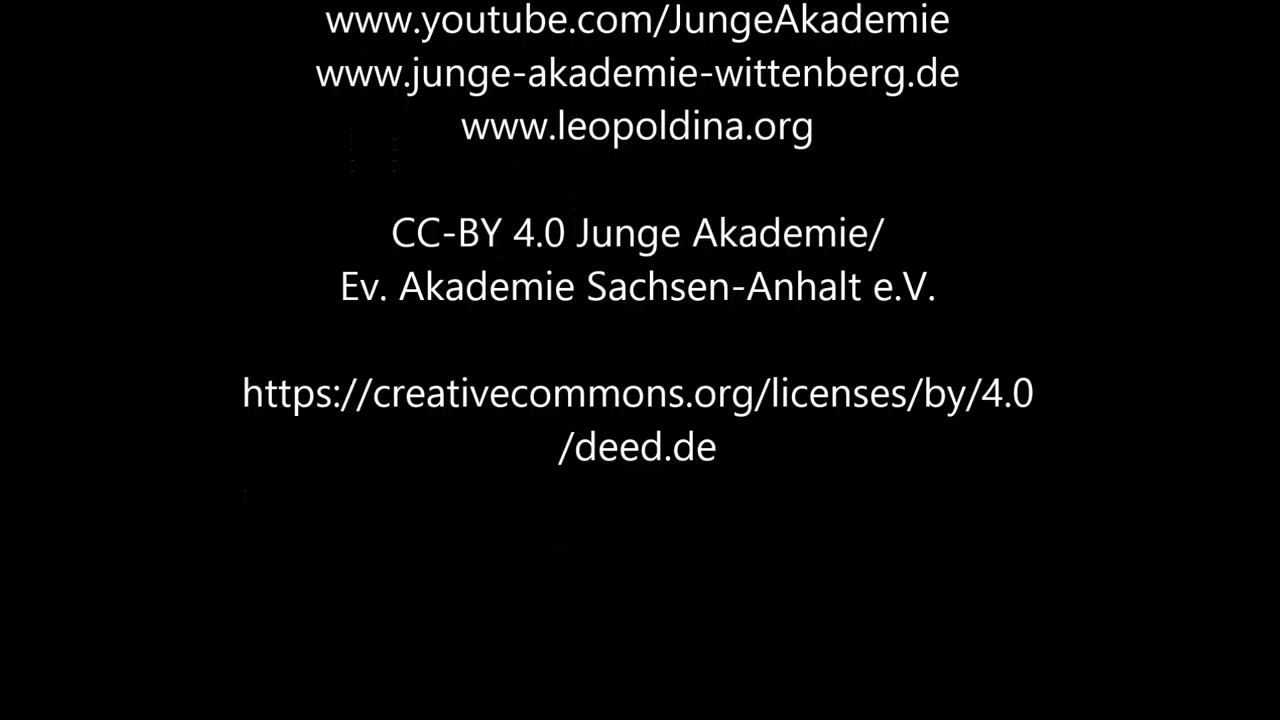 www.youtube.com/JungeAkademie
www.junge-akademie-wittenberg.de
www.leopoldina.org
CC-BY 4.0 Junge Akademie/
Ev. Akademie Sachsen-Anhalt e.V.
https://creativecommons.org/licenses/by/4.0
/deed.de